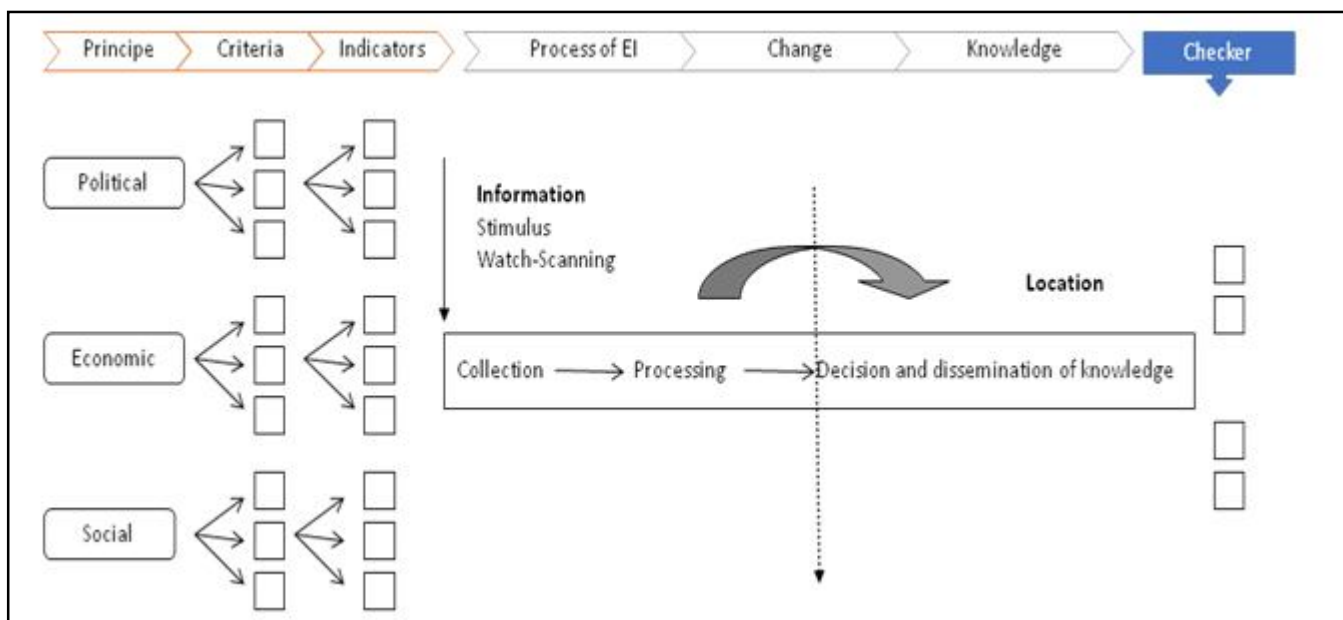 Principe
Criteria
Indicators
Process of EI
Change
Knowledge
Checker
Political
Information
Stimulus
Watch-Scanning
Location
Economic
Collection
Processing
Decision and dissemination of knowledge
Social